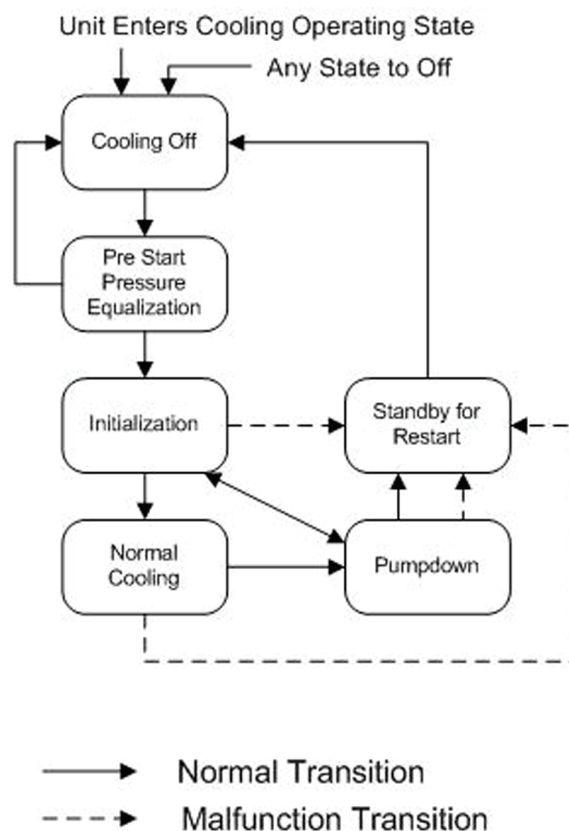 Unit Enters Cooling Operating State
Any State to Off
Cooling Off
Pre Start
Pressure
Equalization
Initialization
Standby for
Restart
Normal
Cooling
Pumpdown
Normal Transition
Malfunction Transition